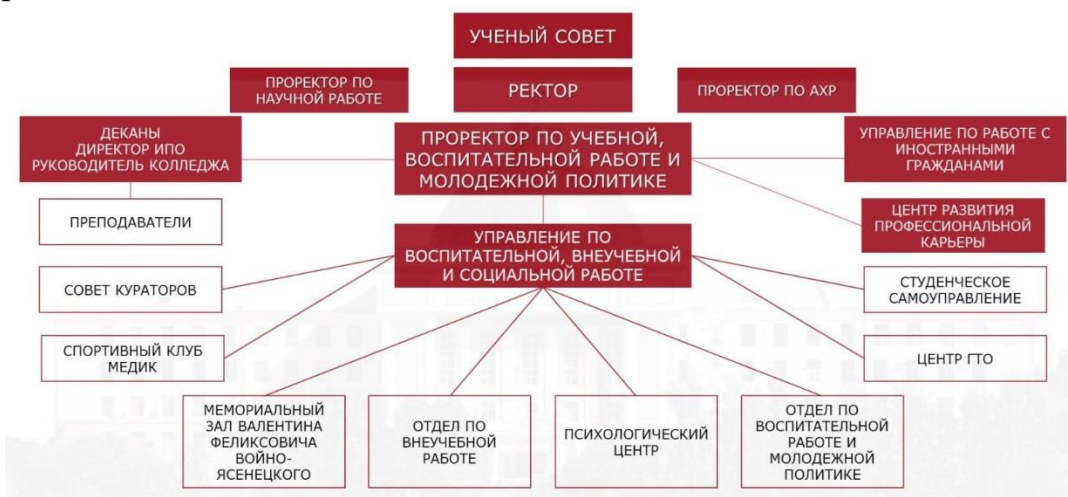 УЧЕНЫЙ СОВЕТ
ПРОРЕКТОР ПО
НАУЧНОЙ РАБОТЕ
РЕКТОР
ПРОРЕКТОР ПО АХР
ДЕКАНЫ
ДИРЕКТОР ИПО
РУКОВОДИТЕЛЬ КОЛЛЕДЖА
ПРОРЕКТОР ПО УЧЕБНОЙ,
ВОСПИТАТЕЛЬНОЙ РАБОТЕ И
МОЛОДЕЖНОЙ ПОЛИТИКЕ
УПРАВЛЕНИЕ ПО РАБОТЕ С
ИНОСТРАННЫМИ
ГРАЖДАНАМИ
ПРЕПОДАВАТЕЛИ
УПРАВЛЕНИЕ ПО
ВОСПИТАТЕЛЬНОЙ, ВНЕУЧЕБНОЙ
И СОЦИАЛЬНОЙ РАБОТЕ
ЦЕНТР РАЗВИТИЯ
ПРОФЕССИОНАЛЬНОЙ
КАРЬЕРЫ
СОВЕТ КУРАТОРОВ
СТУДЕНЧЕСКОЕ
САМОУПРАВЛЕНИЕ
СПОРТИВНЫЙ КЛУБ
МЕДИК
ЦЕНТР ГТО
МЕМОРИАЛЬНЫЙ
ЗАЛ ВАЛЕНТИНА
ФЕЛИКСОВИЧА
ВОЙНО-
ЯСЕНЕЦКОГО
ОТДЕЛ ПО
ВНЕУЧЕБНОЙ
РАБОТЕ
ПСИХОЛОГИЧЕСКИЙ
ЦЕНТР
ОТДЕЛ ПО
ВОСПИТАТЕЛЬНОЙ
РАБОТЕ И
МОЛОДЕЖНОЙ
ПОЛИТИКЕ